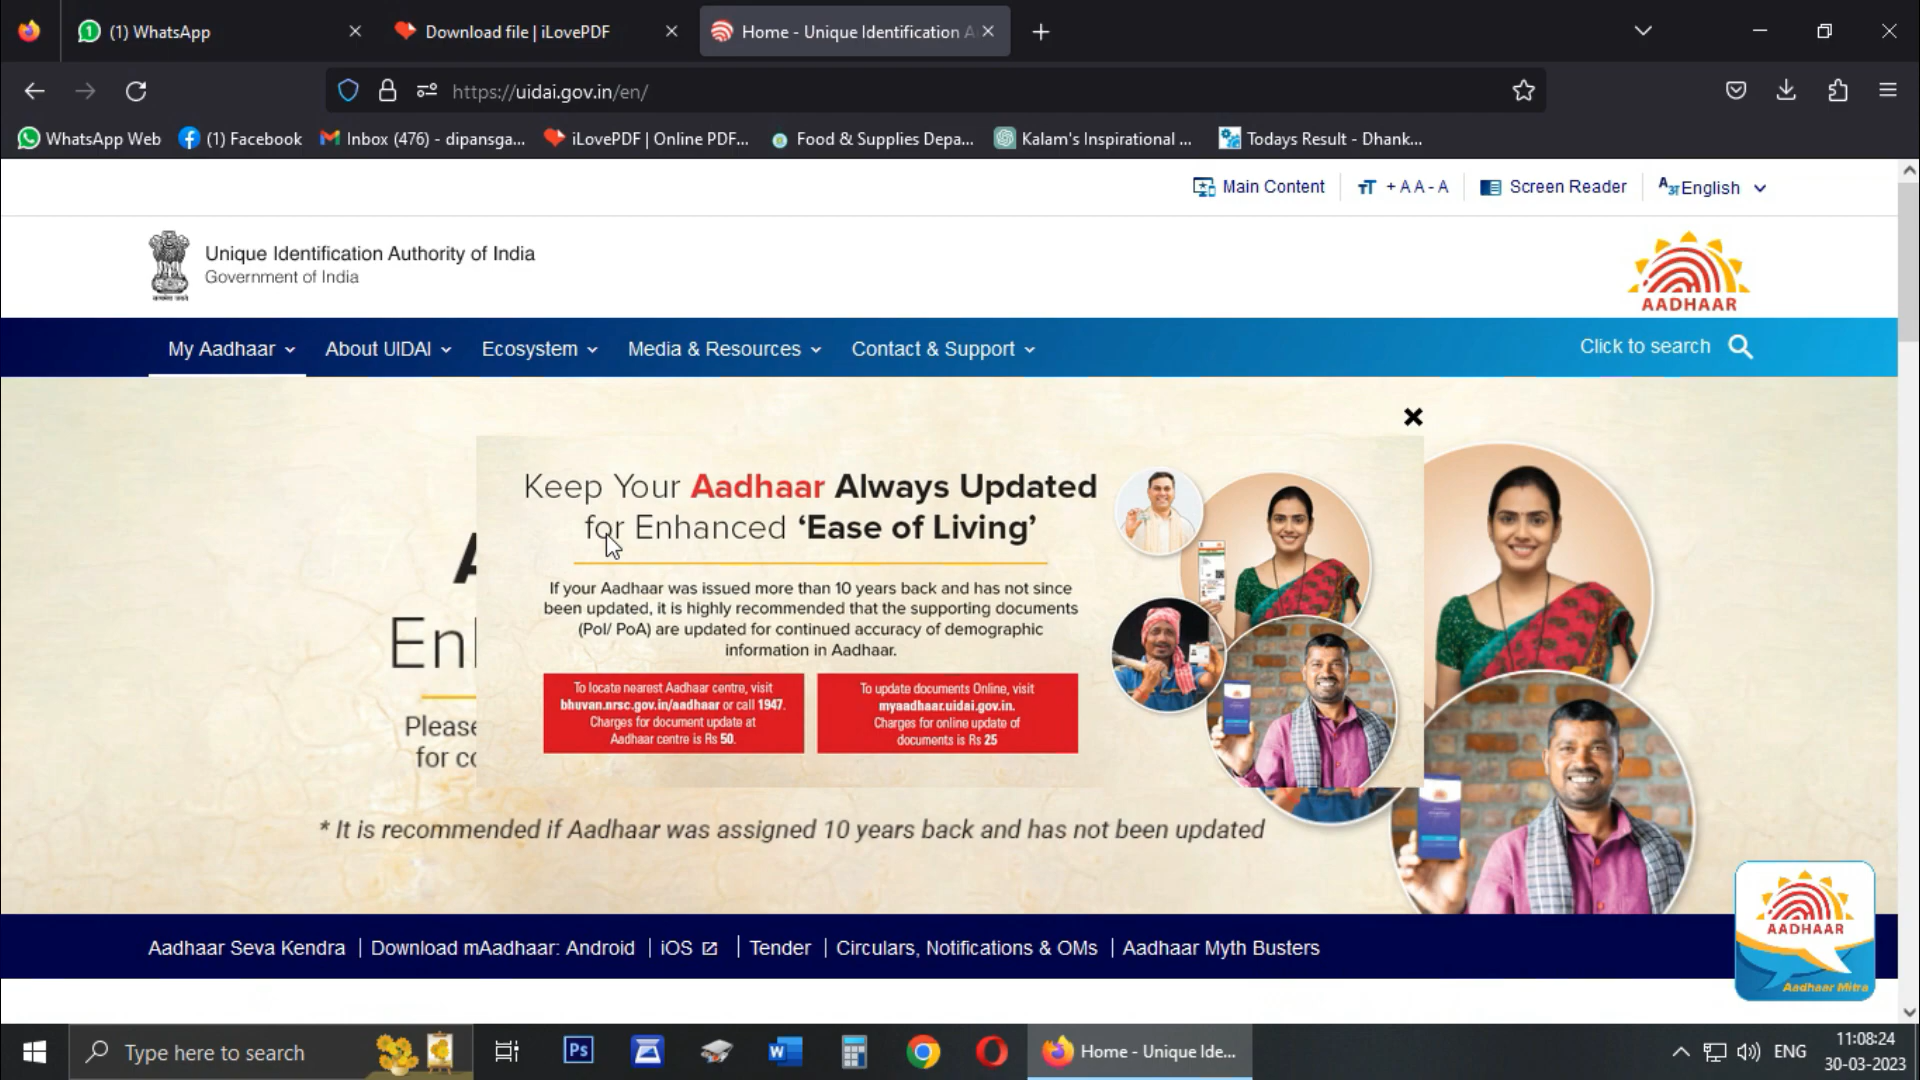 (1) WhatsApp
Download file | iLovePDF
Home - Unique Identification A
https://uidai.gov.in/en/
WhatsApp Web
(1) Facebook
Inbox (476) - dipansga...
iLovePDF | Online PDF...
Food & Supplies Depa...
Kalam's Inspirational ...
Todays Result - Dhank...
Main Content
+ A A - A
Screen Reader
English
Unique Identification Authority of India
Government of India
AADHAAR
My Aadhaar
About UIDAI
Ecosystem
Media & Resources
Contact & Support
Click to search
Keep Your Aadhaar Always Updated
for Enhanced ‘Ease of Living’
If your Aadhaar was issued more than 10 years back and has not since
been updated, it is highly recommended that the supporting documents
(PoI/ PoA) are updated for continued accuracy of demographic
information in Aadhaar.
To locate nearest Aadhaar centre, visit
bhuvan.nrsc.gov.in/aadhaar or call 1947.
Charges for document update at
Aadhaar centre is Rs 50.
To update documents Online, visit
myaadhaar.uidai.gov.in.
Charges for online update of
documents is Rs 25
A
En
Please
for co
* It is recommended if Aadhaar was assigned 10 years back and has not been updated
AADHAAR
Aadhaar Mitra
Aadhaar Seva Kendra | Download mAadhaar: Android | iOS | Tender | Circulars, Notifications & OMs | Aadhaar Myth Busters
Type here to search
Ps
Home - Unique Ide...
ENG
11:08:24
30-03-2023